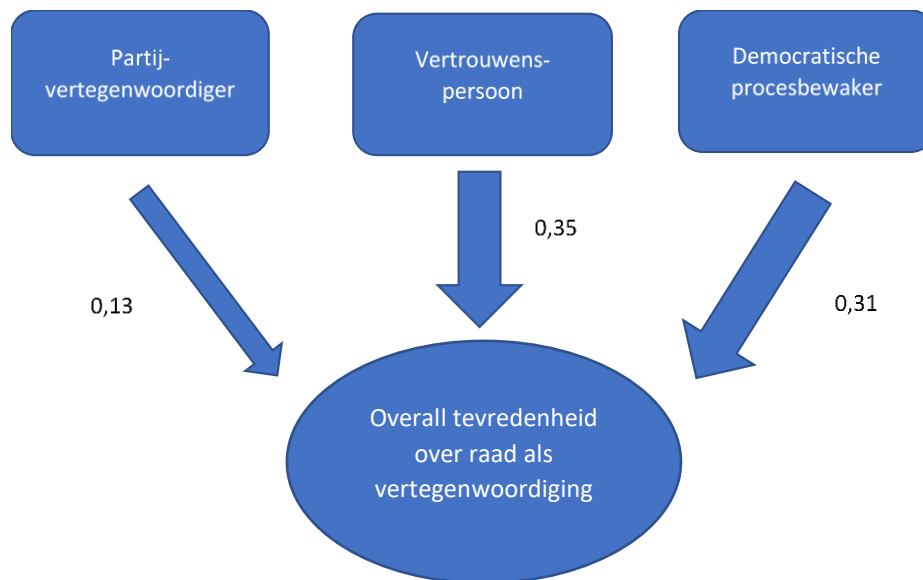 Partij-
vertegenwoordiger
Vertrouwens-
persoon
Democratische
procesbewaker
0,13
0,35
0,31
Overall tevredenheid
over raad als
vertegenwoordiging